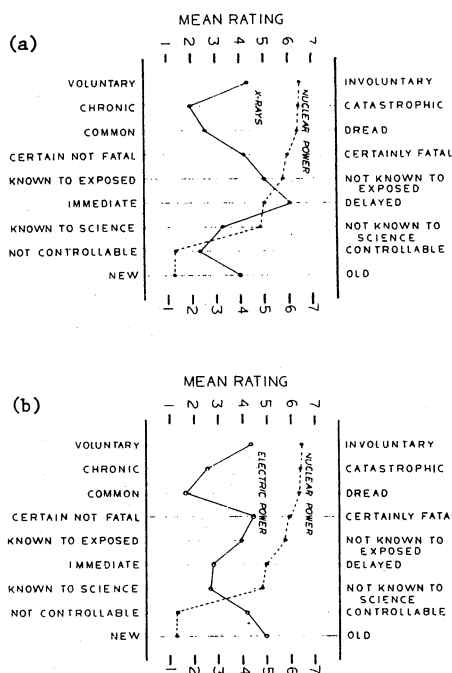 (a)
MEAN RATING
1 2 3 4 5 6 7
VOLUNTARY INVOLUNTARY
CHRONIC CATASTROPHIC
COMMON DREAD
CERTAIN NOT FATAL CERTAINLY FATAL
KNOWN TO EXPOSED NOT KNOWN TO
EXPOSED
IMMEDIATE DELAYED
KNOWN TO SCIENCE NOT KNOWN TO
SCIENCE
NOT CONTROLLABLE CONTROLLABLE
NEW OLD
X-RAYS
NUCLEAR POWER
1 2 3 4 5 6 7
(b)
MEAN RATING
1 2 3 4 5 6 7
VOLUNTARY INVOLUNTARY
CHRONIC CATASTROPHIC
COMMON DREAD
CERTAIN NOT FATAL CERTAINLY FATAL
KNOWN TO EXPOSED NOT KNOWN TO
EXPOSED
IMMEDIATE DELAYED
KNOWN TO SCIENCE NOT KNOWN TO
SCIENCE
NOT CONTROLLABLE CONTROLLABLE
NEW OLD
ELECTRIC POWER
NUCLEAR POWER
1 2 3 4 5 6 7